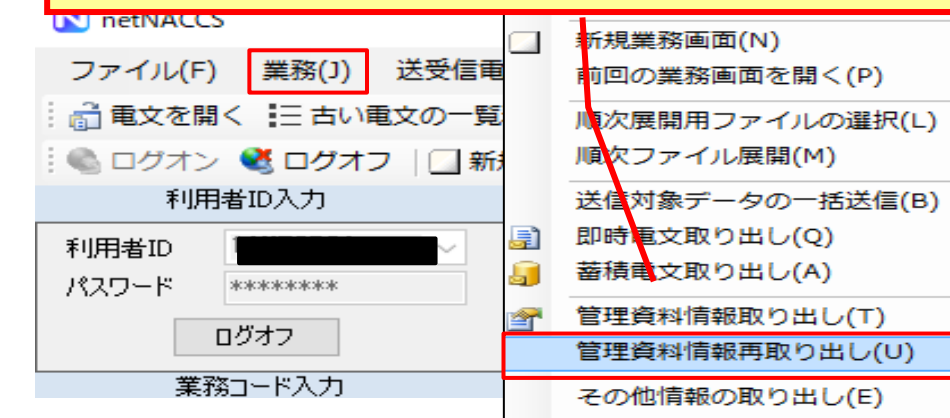 netNACCS
ファイル(F) 業務(J) 送受信電
電文を開く 古い電文の一覧
ログオン ログオフ 新
利用者ID入力
利用者ID
パスワード ********
ログオフ
業務コード入力
新規業務画面(N)
前回の業務画面を開く(P)
順次展開用ファイルの選択(L)
順次ファイル展開(M)
送信対象データの一括送信(B)
即時電文取り出し(Q)
蓄積電文取り出し(A)
管理資料情報取り出し(T)
管理資料情報再取り出し(U)
その他情報の取り出し(E)